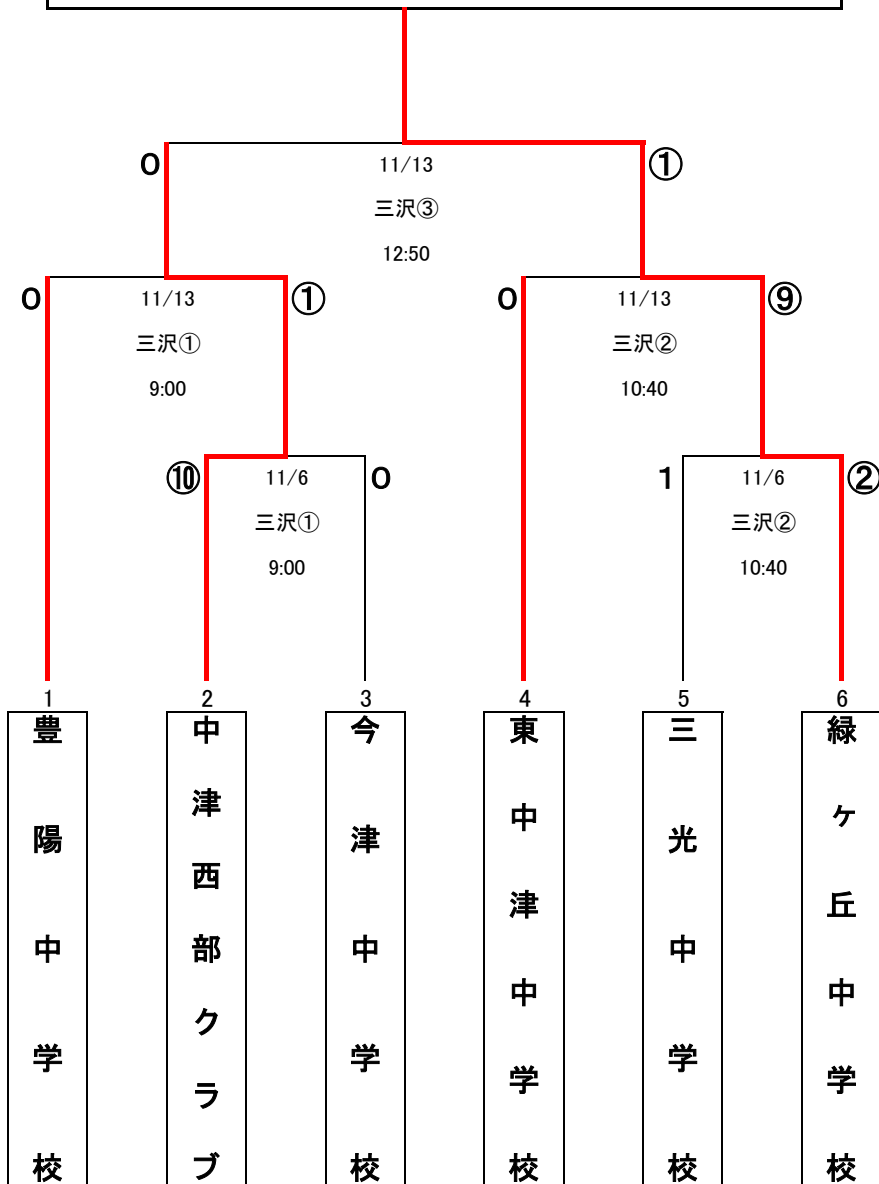 0
11/13
①
三沢③
12:50
0
11/13
①
0
11/13
⑨
三沢①
三沢②
9:00
10:40
⑩
11/6
0
1
11/6
②
三沢①
三沢②
9:00
10:40
1
2
3
4
5
6
豊陽中学校
中津西部クラブ
今津中学校
東中津中学校
三光中学校
緑ヶ丘中学校